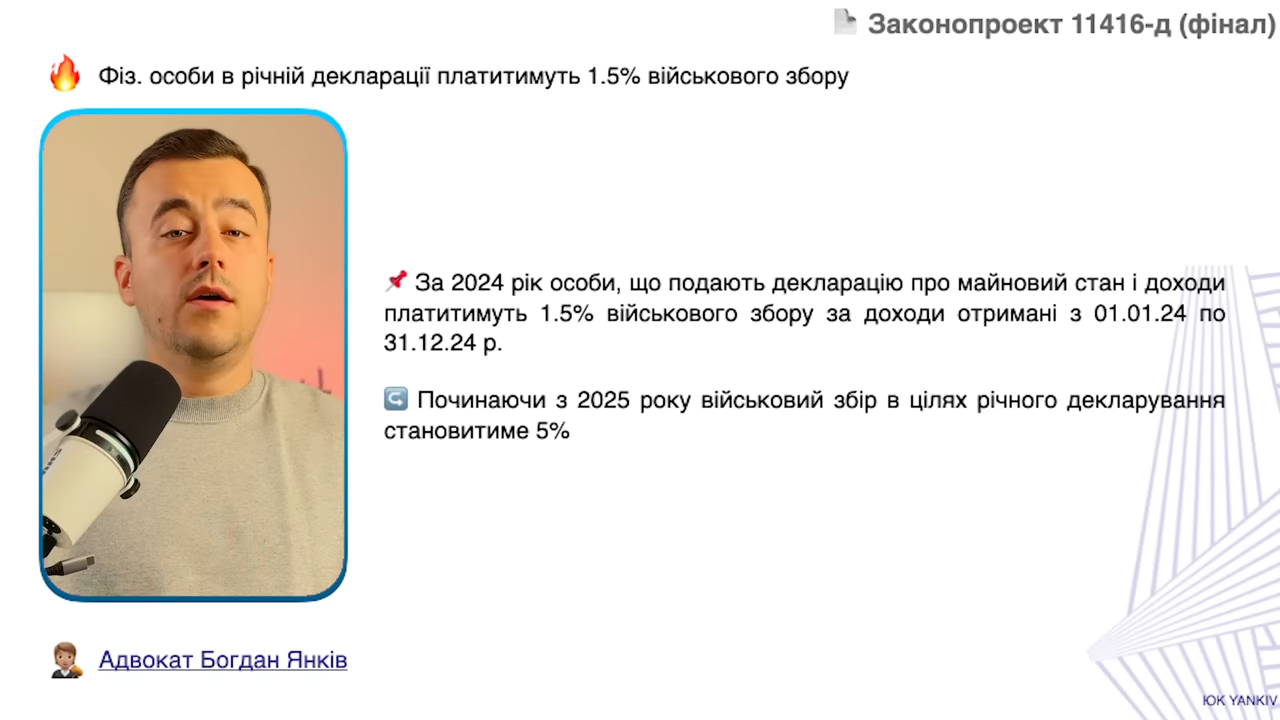 Законопроект 11416-д (фінал)
Фіз. особи в річній декларації платитимуть 1.5% військового збору
За 2024 рік особи, що подають декларацію про майновий стан і доходи
платитимуть 1.5% військового збору за доходи отримані з 01.01.24 по
31.12.24 р.
Починаючи з 2025 року військовий збір в цілях річного декларування
становитиме 5%
Адвокат Богдан Янків
ЮК YANKIV